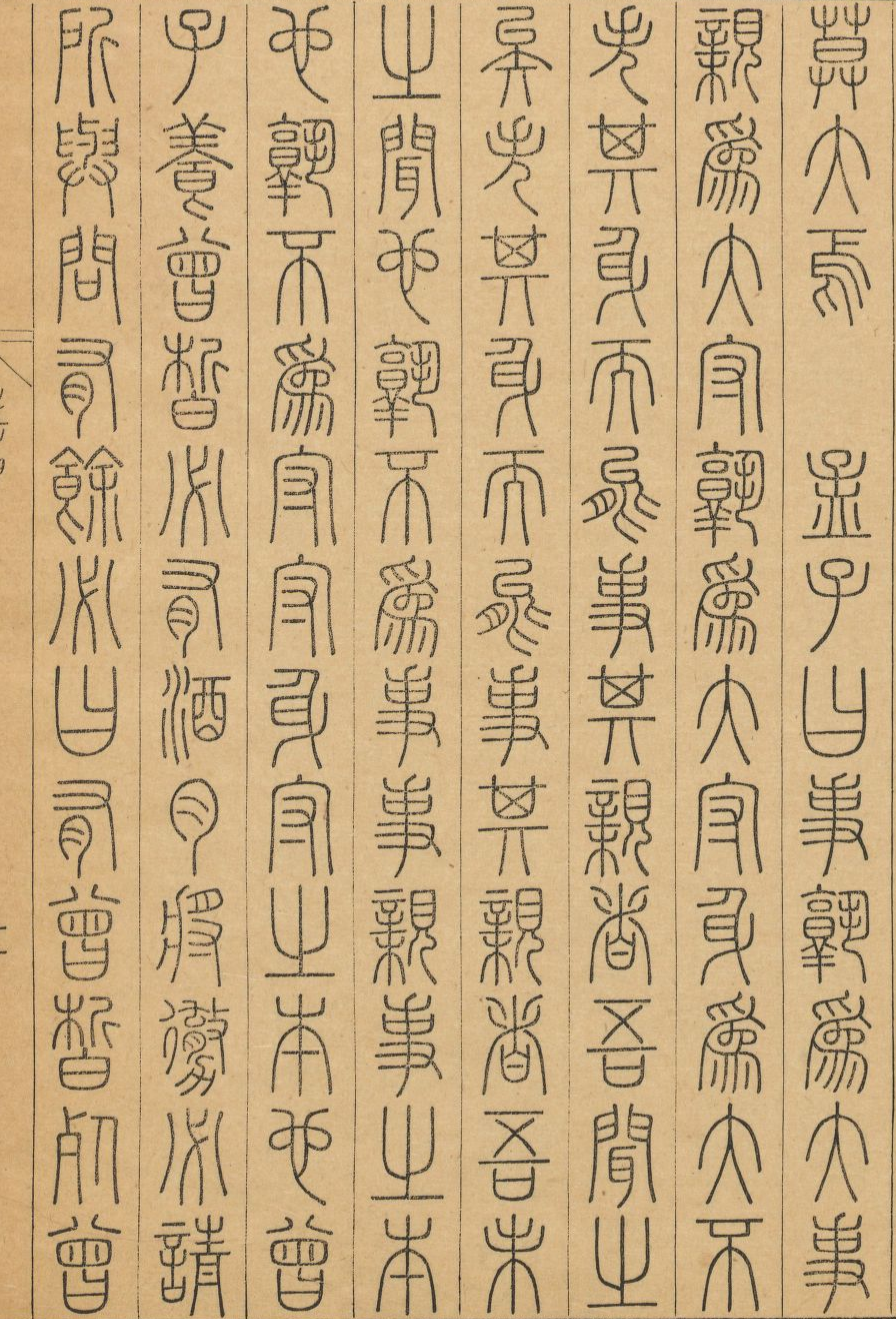 莫大焉　孟子曰事孰爲大事
親爲大守孰爲大守身爲大不
失其身而能事其親者吾聞之
矣失其身而能事其親者吾未
之聞也孰不爲事事親事之本
也孰不爲守守身守之本也曾
子養曾皙必有酒肉將徹必請
所與問有餘必曰有曾皙死曾